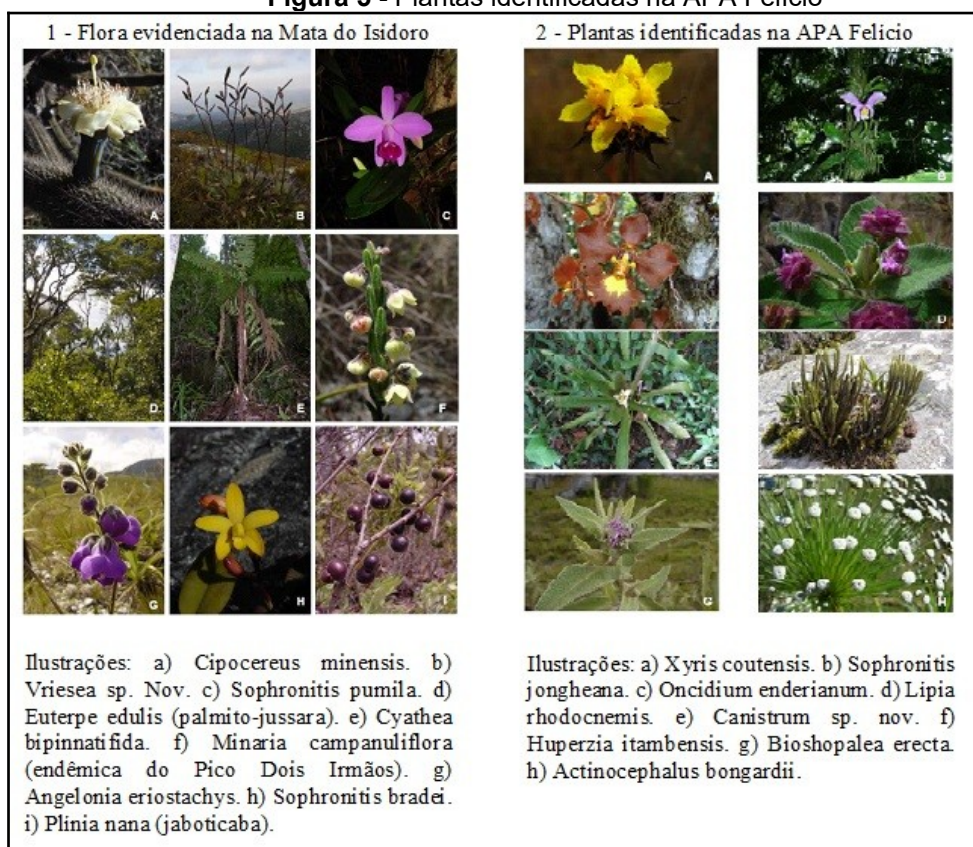 Figura 5 - Plantas identificadas na APA Felício
1 - Flora evidenciada na Mata do Isidoro
2 - Plantas identificadas na APA Felicio
A
B
C
D
E
F
G
H
I
A
B
D
E
F
G
H
Ilustrações: a) Cipocereus minensis. b)
Vriesea sp. Nov. c) Sophronitis pumila. d)
Euterpe edulis (palmito-jussara). e) Cyathea
bipinnatifida. f) Minaria campanuliflora
(endêmica do Pico Dois Irmãos). g)
Angelonia eriostachys. h) Sophronitis bradei.
i) Plinia nana (jaboticaba).
Ilustrações: a) Xyris coutensis. b) Sophronitis
jongheana. c) Oncidium enderianum. d) Lipia
rhodocnemis. e) Canistrum sp. nov. f)
Huperzia itambensis. g) Bioshopalea erecta.
h) Actinocephalus bongardii.